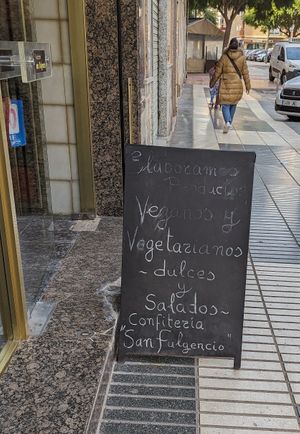 Elaboramos
Productos
Veganos y
Vegetarianos
~ dulces ~
y
Salados ~
Confitería
"San Fulgencio"